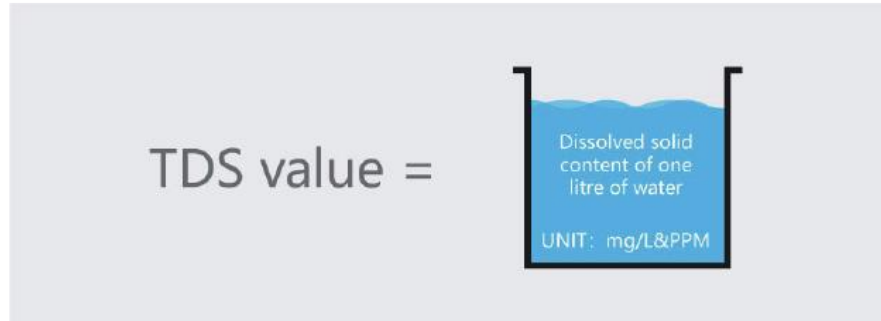 TDS value =
Dissolved solid
content of one
litre of water
UNIT: mg/L&PPM